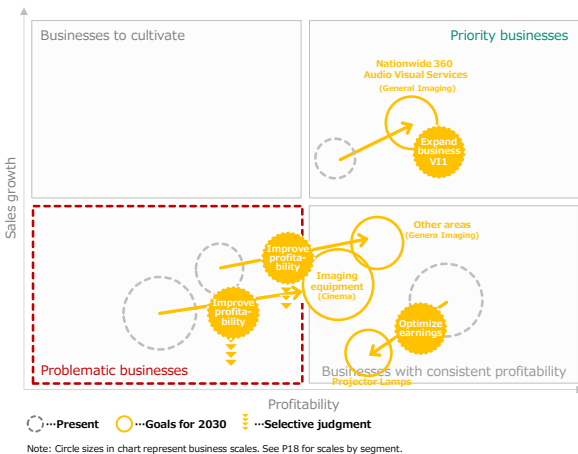 Businesses to cultivate
Priority businesses
Nationwide 360
Audio Visual Services
(General Imaging)
Expand
business
VI1
Sales growth
Other areas
(Genera Imaging)
Improve
profita-
bility
Imaging
equipment
(Cinema)
Improve
profita-
bility
Optimize
earnings
Problematic businesses
Businesses with consistent profitability
Projector Lamps
Profitability
···Present
···Goals for 2030
···Selective judgment
Note: Circle sizes in chart represent business scales. See P18 for scales by segment.